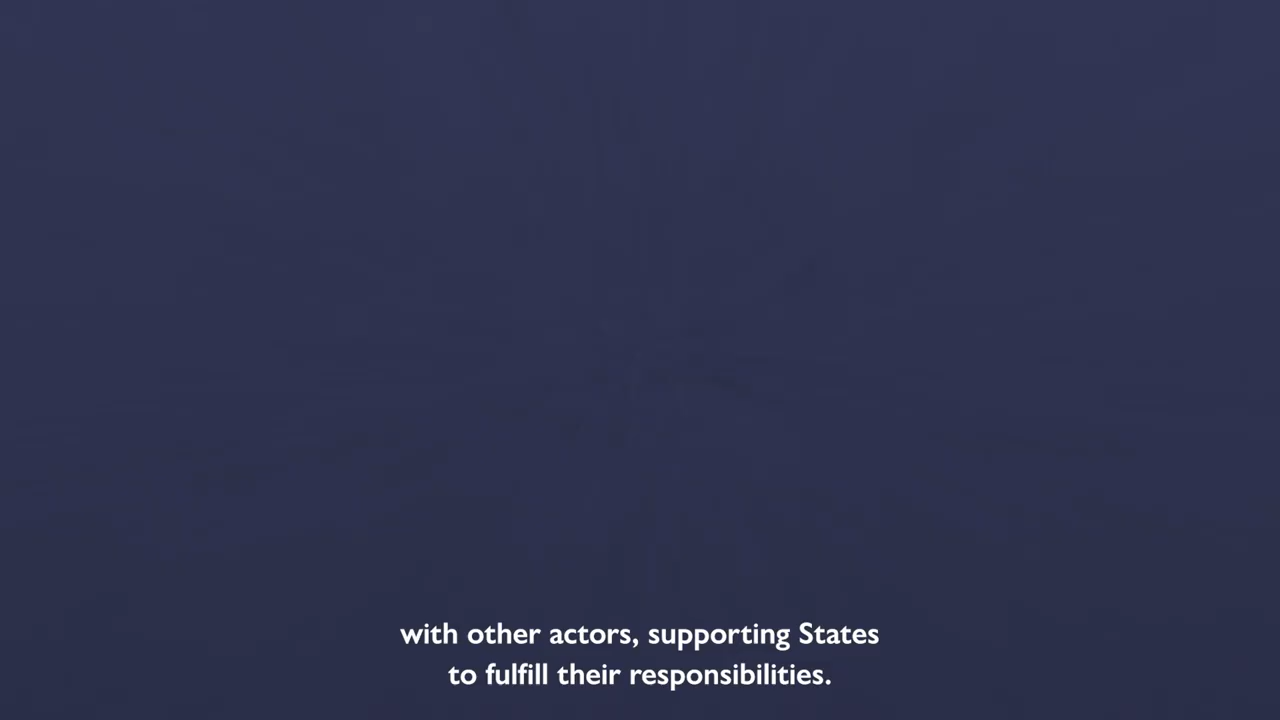 with other actors, supporting States
to fulfill their responsibilities.